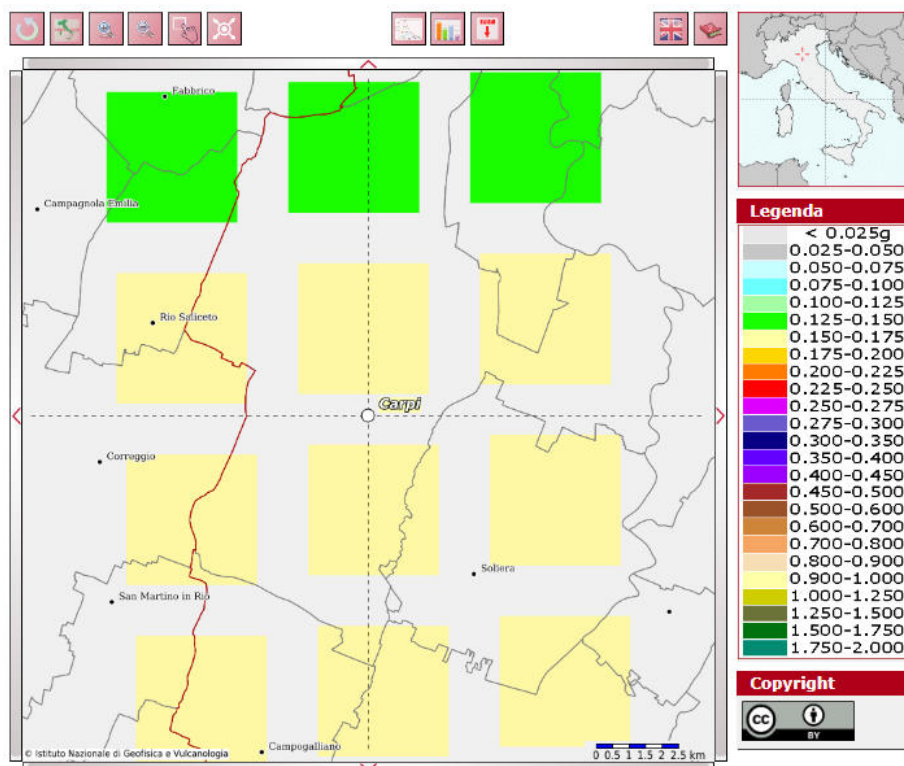 Fabbrico
Campagnola Emilia
Rio Saliceto
Carpi
Correggio
Soliera
San Martino in Rio
Campogalliano
© Istituto Nazionale di Geofisica e Vulcanologia
0 0.5 1 1.5 2 2.5 km
Legenda
< 0.025g
0.025-0.050
0.050-0.075
0.075-0.100
0.100-0.125
0.125-0.150
0.150-0.175
0.175-0.200
0.200-0.225
0.225-0.250
0.250-0.275
0.275-0.300
0.300-0.350
0.350-0.400
0.400-0.450
0.450-0.500
0.500-0.600
0.600-0.700
0.700-0.800
0.800-0.900
0.900-1.000
1.000-1.250
1.250-1.500
1.500-1.750
1.750-2.000
Copyright
cc
BY